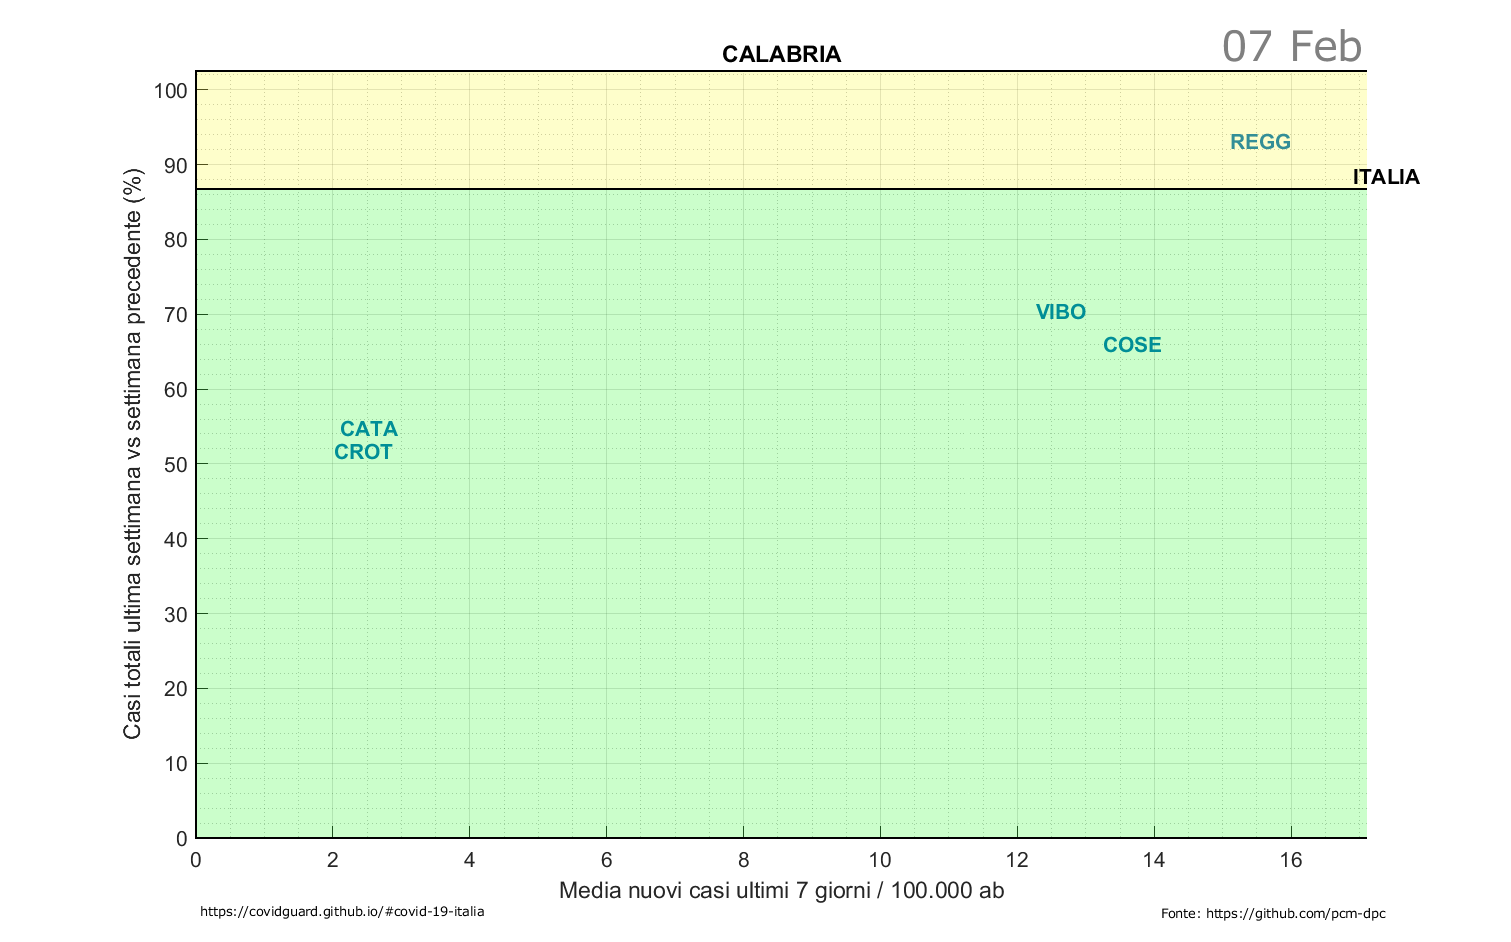 CALABRIA
07 Feb
Casi totali ultima settimana vs settimana precedente (%)
100
90
80
70
60
50
40
30
20
10
0
REGG
ITALIA
VIBO
COSE
CATA
CROT
0 2 4 6 8 10 12 14 16
Media nuovi casi ultimi 7 giorni / 100.000 ab
https://covidguard.github.io/#covid-19-italia
Fonte: https://github.com/pcm-dpc